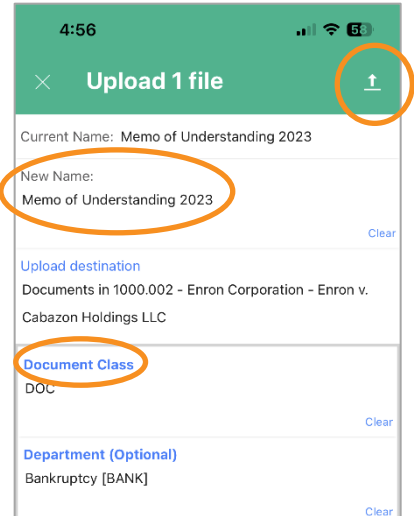 4:56
58
Upload 1 file
Current Name: Memo of Understanding 2023
New Name:
Memo of Understanding 2023
Clear
Upload destination
Documents in 1000.002 - Enron Corporation - Enron v.
Cabazon Holdings LLC
Document Class
DOC
Clear
Department (Optional)
Bankruptcy [BANK]
Clear